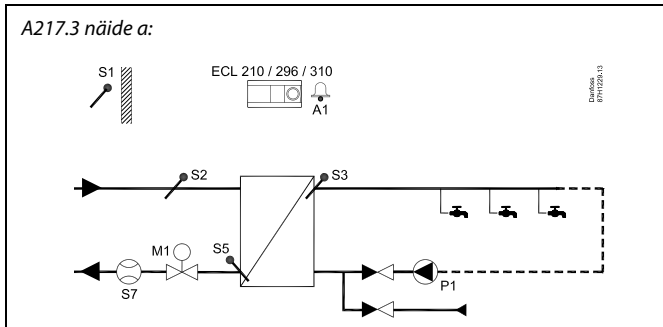 A217.3 näide a:
S1
ECL 210 / 296 / 310
A1
Danfoss
87H1229.13
S2
S3
M1
S5
S7
P1